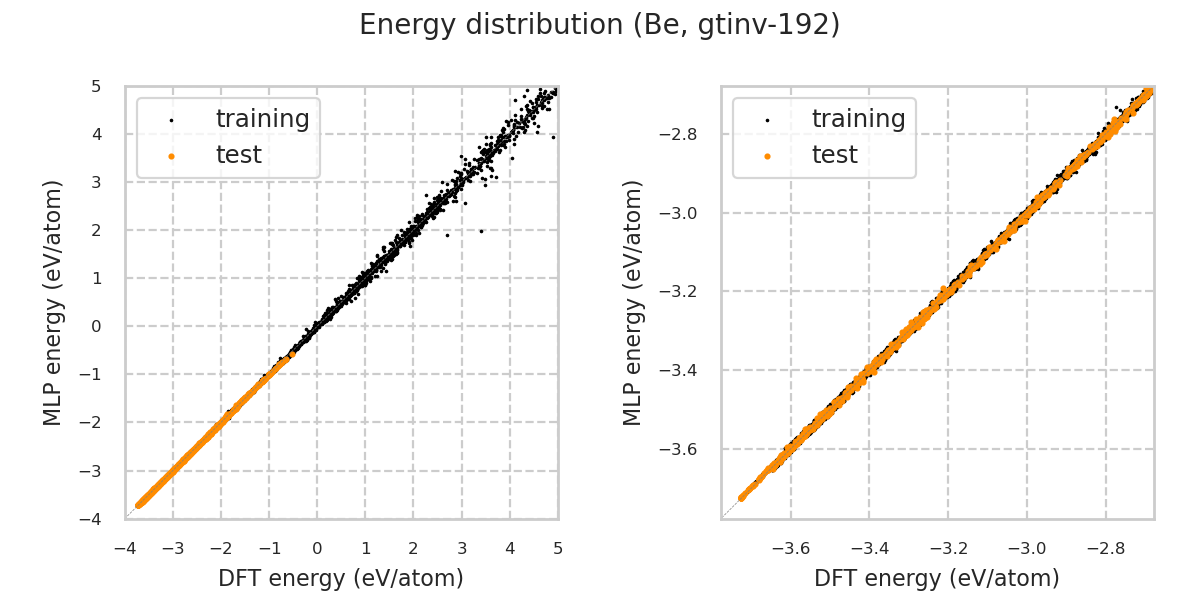 Energy distribution (Be, gtinv-192)
training
test
5
4
3
2
1
0
−1
−2
−3
−4
−4 −3 −2 −1 0 1 2 3 4 5
MLP energy (eV/atom)
DFT energy (eV/atom)
training
test
−2.8
−3.0
−3.2
−3.4
−3.6
−3.6 −3.4 −3.2 −3.0 −2.8
MLP energy (eV/atom)
DFT energy (eV/atom)